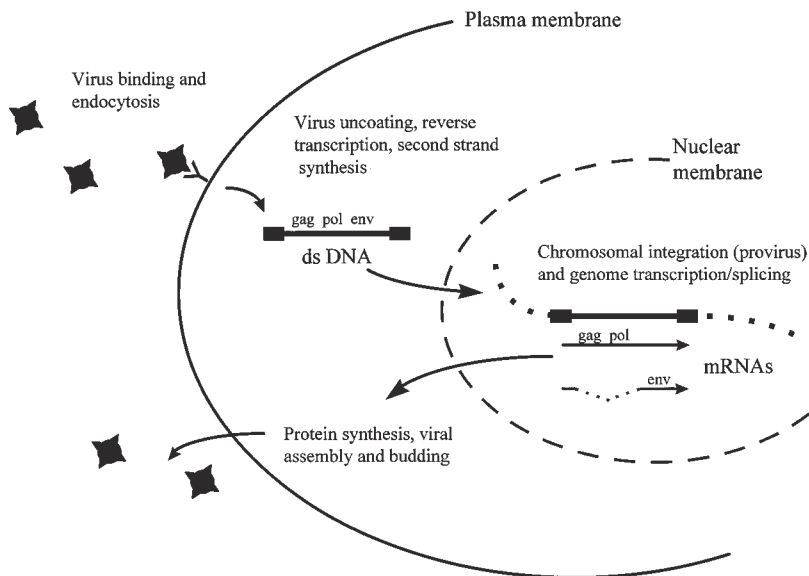 Plasma membrane
Virus binding and
endocytosis
Virus uncoating, reverse
transcription, second strand
synthesis
Nuclear
membrane
gag pol env
ds DNA
Chromosomal integration (provirus)
and genome transcription/splicing
gag pol
mRNAs
env
Protein synthesis, viral
assembly and budding